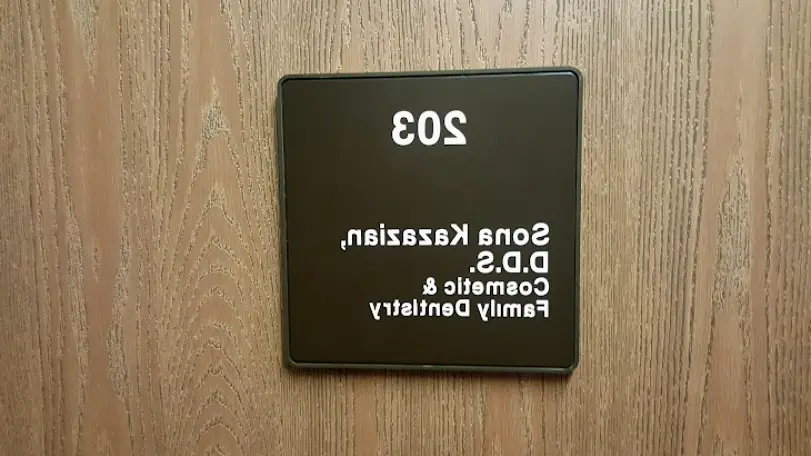 203
Sona Kazazian,
D.D.S.
Cosmetic &
Family Dentistry